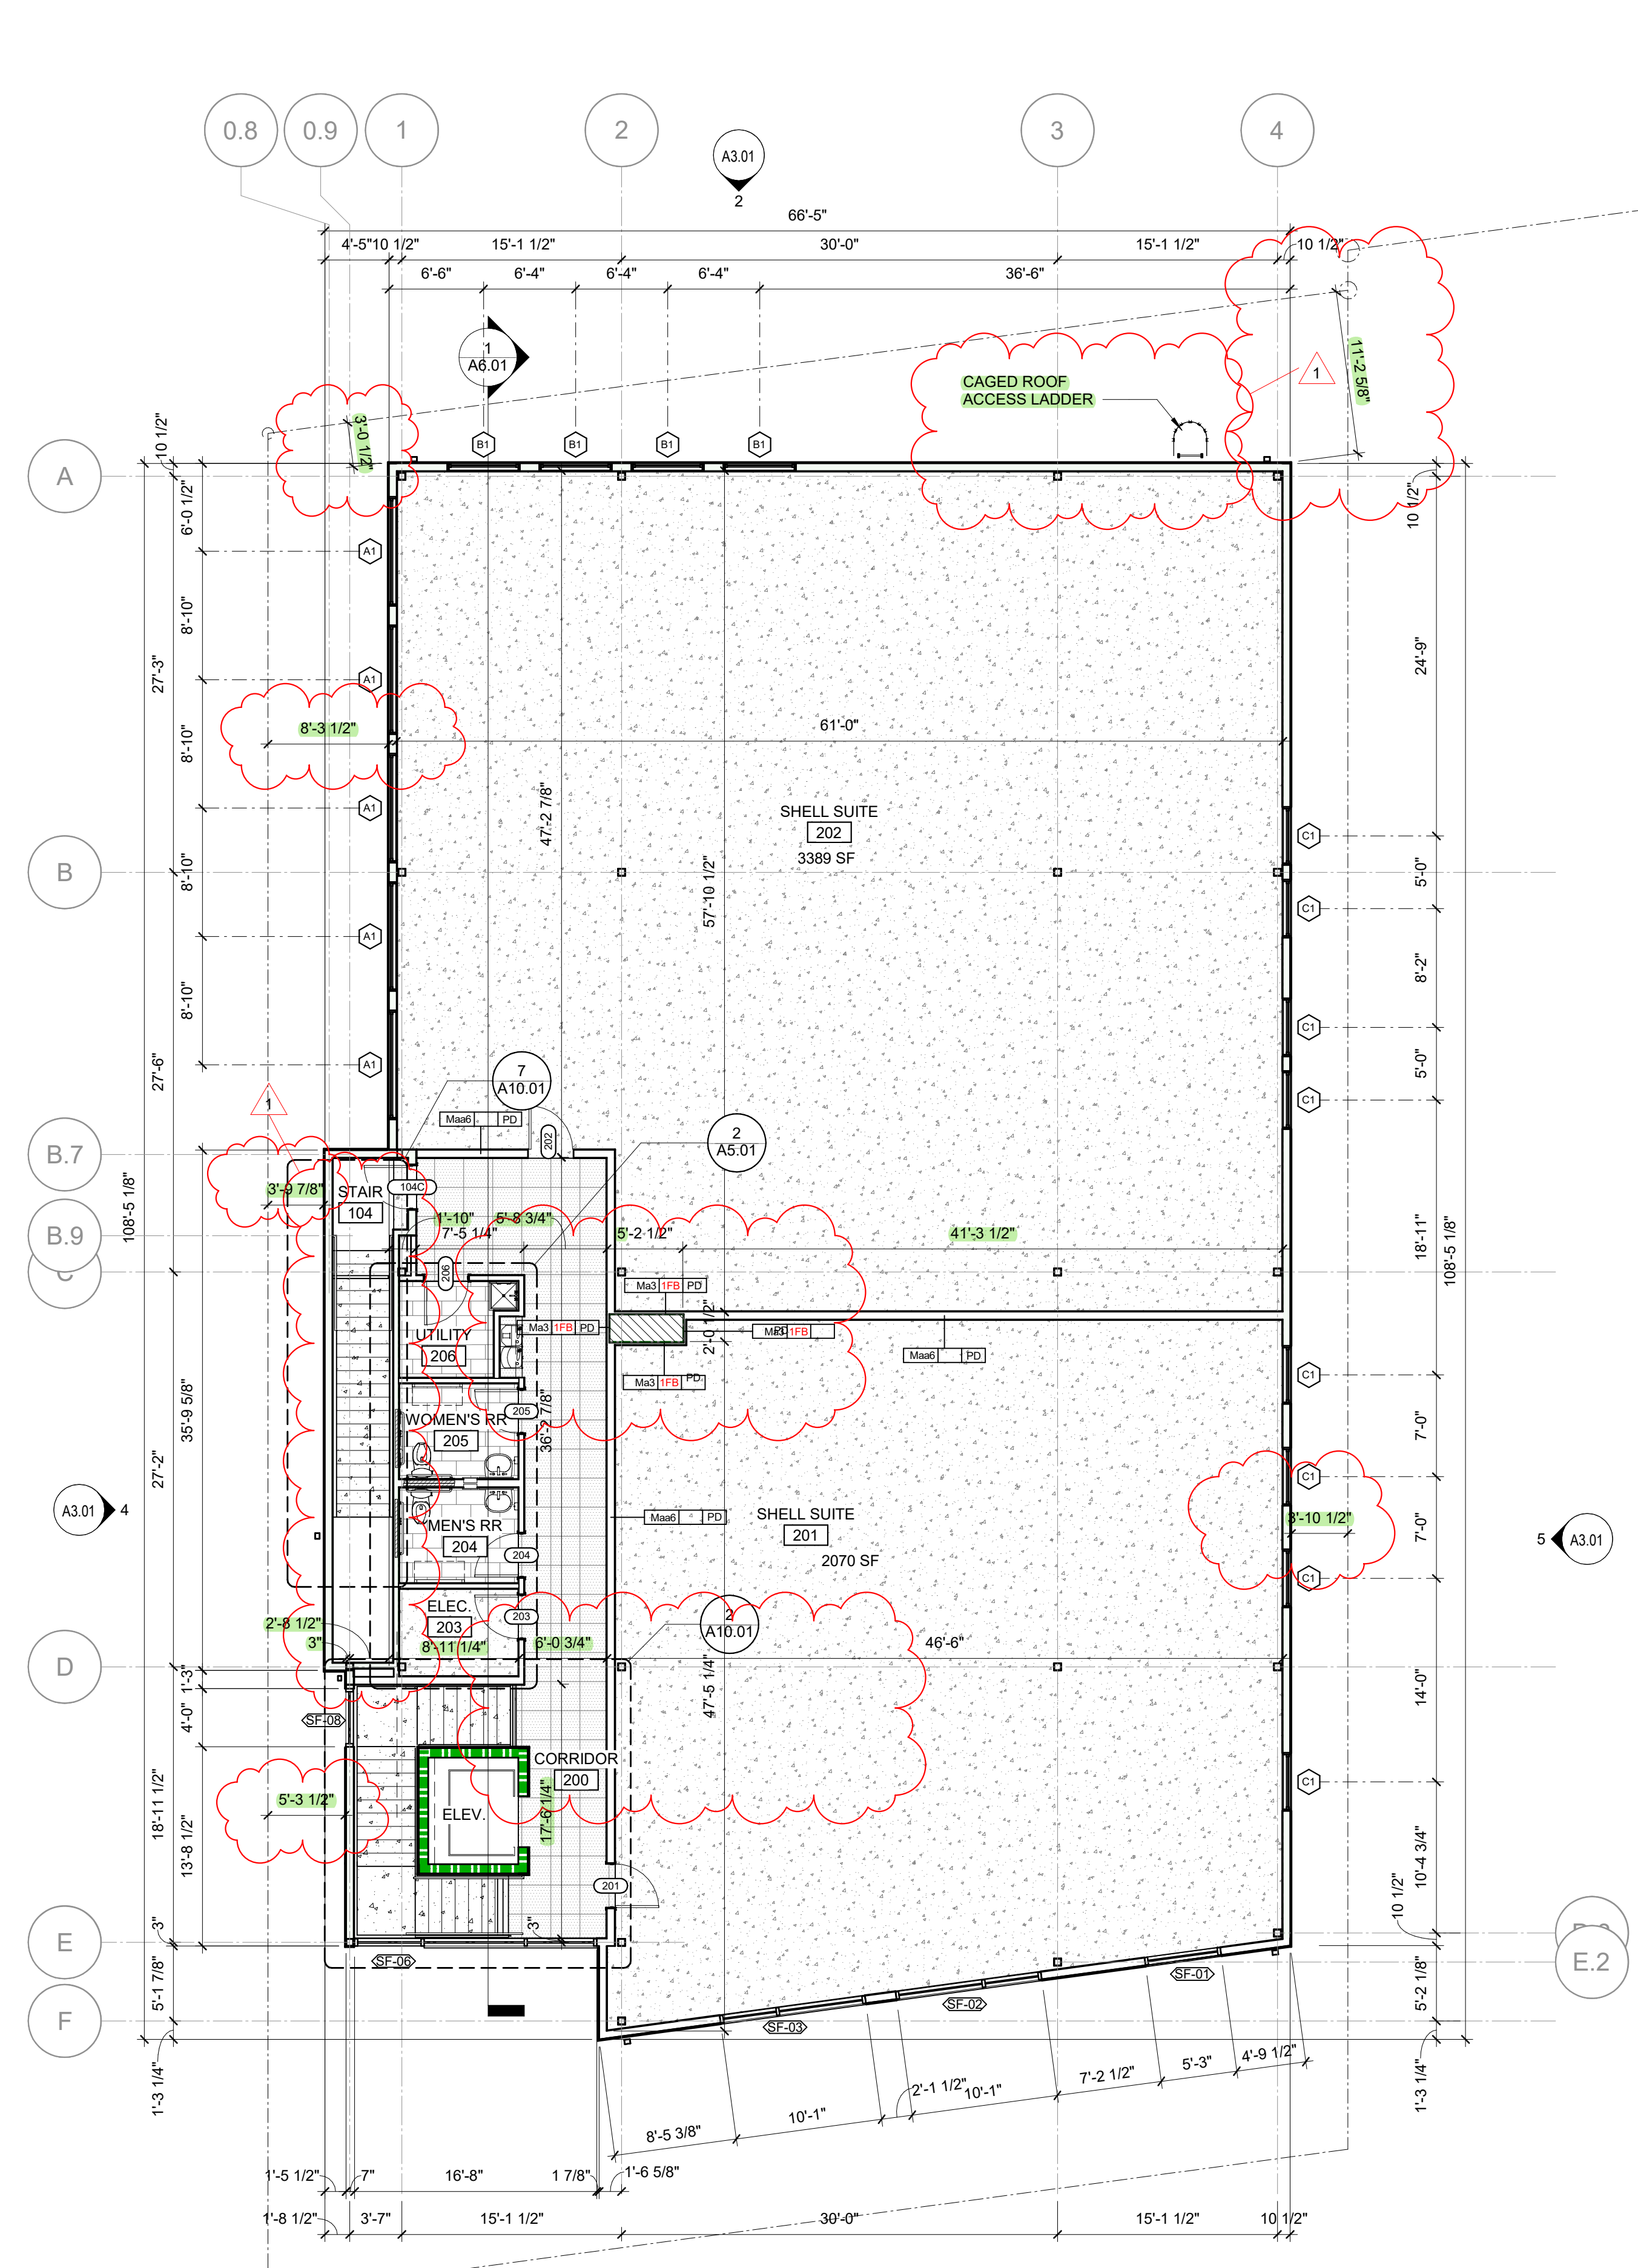 0.8
0.9
1
2
3
4
A3.01
2
66'-5"
4'-5"
10 1/2"
15'-1 1/2"
30'-0"
15'-1 1/2"
10 1/2"
6'-6"
6'-4"
6'-4"
6'-4"
36'-6"
1
A6.01
CAGED ROOF
ACCESS LADDER
1
11'-2 5/8"
3'-0 1/2"
10 1/2"
B1
B1
B1
B1
A
6'-0 1/2"
10 1/2"
A1
8'-10"
27'-3"
24'-9"
A1
8'-3 1/2"
8'-10"
61'-0"
47'-2 7/8"
A1
SHELL SUITE
202
3389 SF
C1
B
8'-10"
57'-10 1/2"
5'-0"
C1
A1
8'-2"
8'-10"
C1
27'-6"
A1
5'-0"
7
A10.01
1
C1
Maa6
PD
202
2
A5.01
B.7
3'-9 7/8"
STAIR
104
104C
108'-5 1/8"
B.9
C
1'-10"
5'-8 3/4"
7'-5 1/4"
5'-2 1/2"
41'-3 1/2"
18'-11"
108'-5 1/8"
206
Ma3
1FB
PD
2'-0 1/2"
UTILITY
206
Ma3
1FB
PD
Ma3
1FB
PD
Maa6
PD
Ma3
1FB
PD
C1
35'-9 5/8"
WOMEN'S RR
205
205
36'-2 7/8"
7'-0"
27'-2"
C1
A3.01
4
MEN'S RR
204
204
Maa6
PD
SHELL SUITE
201
2070 SF
3'-10 1/2"
7'-0"
5
A3.01
C1
ELEC.
203
203
2'-8 1/2"
3"
8'-11 1/4"
6'-0 3/4"
2
A10.01
46'-6"
D
1'-3"
47'-5 1/4"
14'-0"
4'-0"
SF-08
CORRIDOR
200
ELEV.
17'-6 1/4"
C1
5'-3 1/2"
18'-11 1/2"
13'-8 1/2"
10'-4 3/4"
201
10 1/2"
3"
3"
E
E.2
SF-06
SF-01
SF-02
SF-03
5'-1 7/8"
5'-2 1/8"
F
1'-3 1/4"
1'-3 1/4"
4'-9 1/2"
5'-3"
7'-2 1/2"
10'-1"
2'-1 1/2"
10'-1"
8'-5 3/8"
1'-5 1/2"
7"
16'-8"
1 7/8"
1'-6 5/8"
1'-8 1/2"
3'-7"
15'-1 1/2"
30'-0"
15'-1 1/2"
10 1/2"